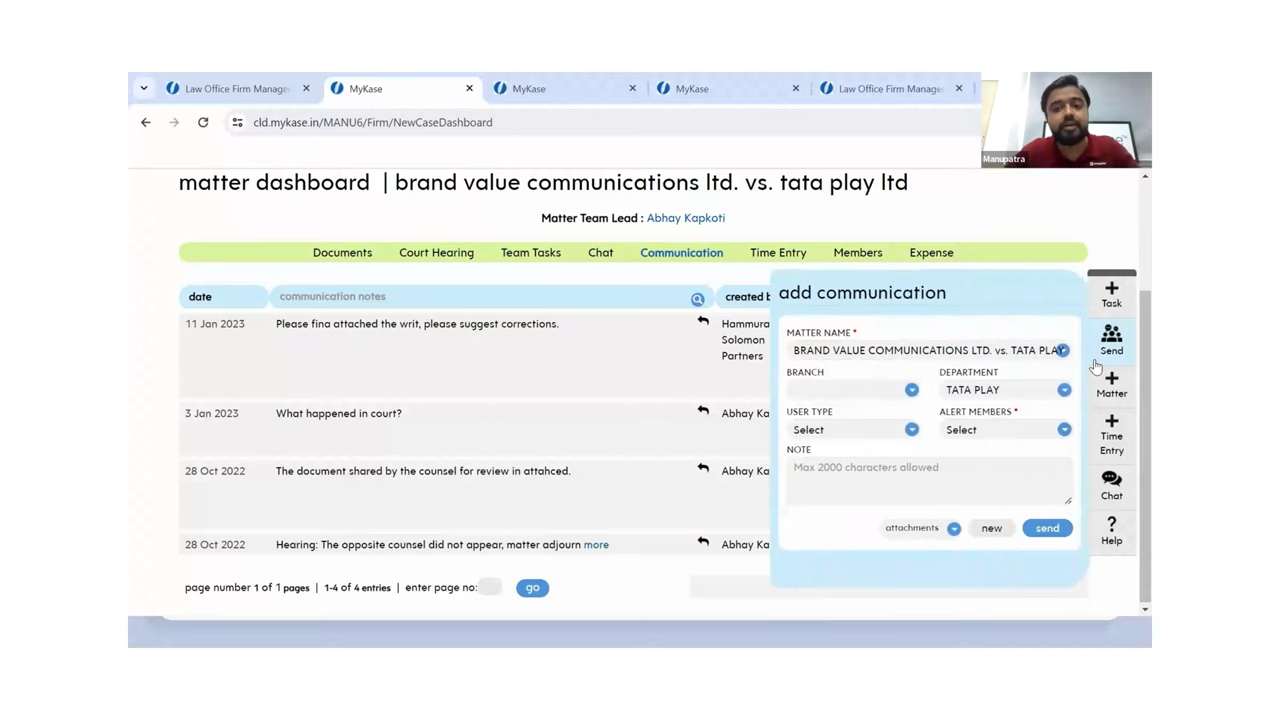 Law Office Firm Manage
MyKase
MyKase
MyKase
Law Office Firm Manage
cld.mykase.in/MANU6/Firm/NewCaseDashboard
Manupatra
matter dashboard | brand value communications ltd. vs. tata play ltd
Matter Team Lead : Abhay Kapkoti
Documents Court Hearing Team Tasks Chat Communication Time Entry Members Expense
date communication notes created b
11 Jan 2023 Please fina attached the writ, please suggest corrections. Hammura
Solomon
Partners
3 Jan 2023 What happened in court? Abhay Ka
28 Oct 2022 The document shared by the counsel for review in attahced. Abhay Ka
28 Oct 2022 Hearing: The opposite counsel did not appear, matter adjourn more Abhay Ka
page number 1 of 1 pages | 1-4 of 4 entries | enter page no: go
add communication
MATTER NAME *
BRAND VALUE COMMUNICATIONS LTD. vs. TATA PLAY
BRANCH DEPARTMENT
TATA PLAY
USER TYPE ALERT MEMBERS *
Select Select
NOTE
Max 2000 characters allowed
attachments new send
Task
Send
Matter
Time
Entry
Chat
Help